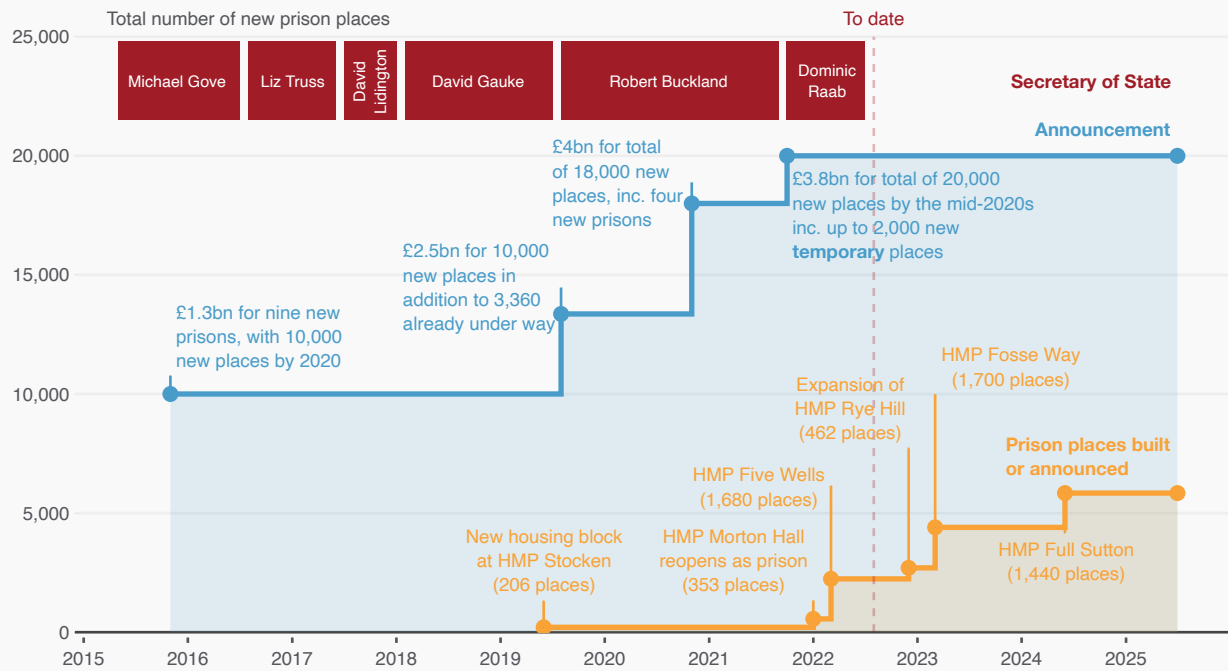 Total number of new prison places
To date
25,000
20,000
15,000
10,000
5,000
0
Michael Gove
Liz Truss
David
Lidington
David Gauke
Robert Buckland
Dominic
Raab
Secretary of State
Announcement
£1.3bn for nine new
prisons, with 10,000
new places by 2020
£2.5bn for 10,000
new places in
addition to 3,360
already under way
£4bn for total
of 18,000 new
places, inc. four
new prisons
£3.8bn for total of 20,000
new places by the mid-2020s
inc. up to 2,000 new
temporary places
New housing block
at HMP Stocken
(206 places)
HMP Morton Hall
reopens as prison
(353 places)
HMP Five Wells
(1,680 places)
Expansion of
HMP Rye Hill
(462 places)
HMP Fosse Way
(1,700 places)
Prison places built
or announced
HMP Full Sutton
(1,440 places)
2015
2016
2017
2018
2019
2020
2021
2022
2023
2024
2025